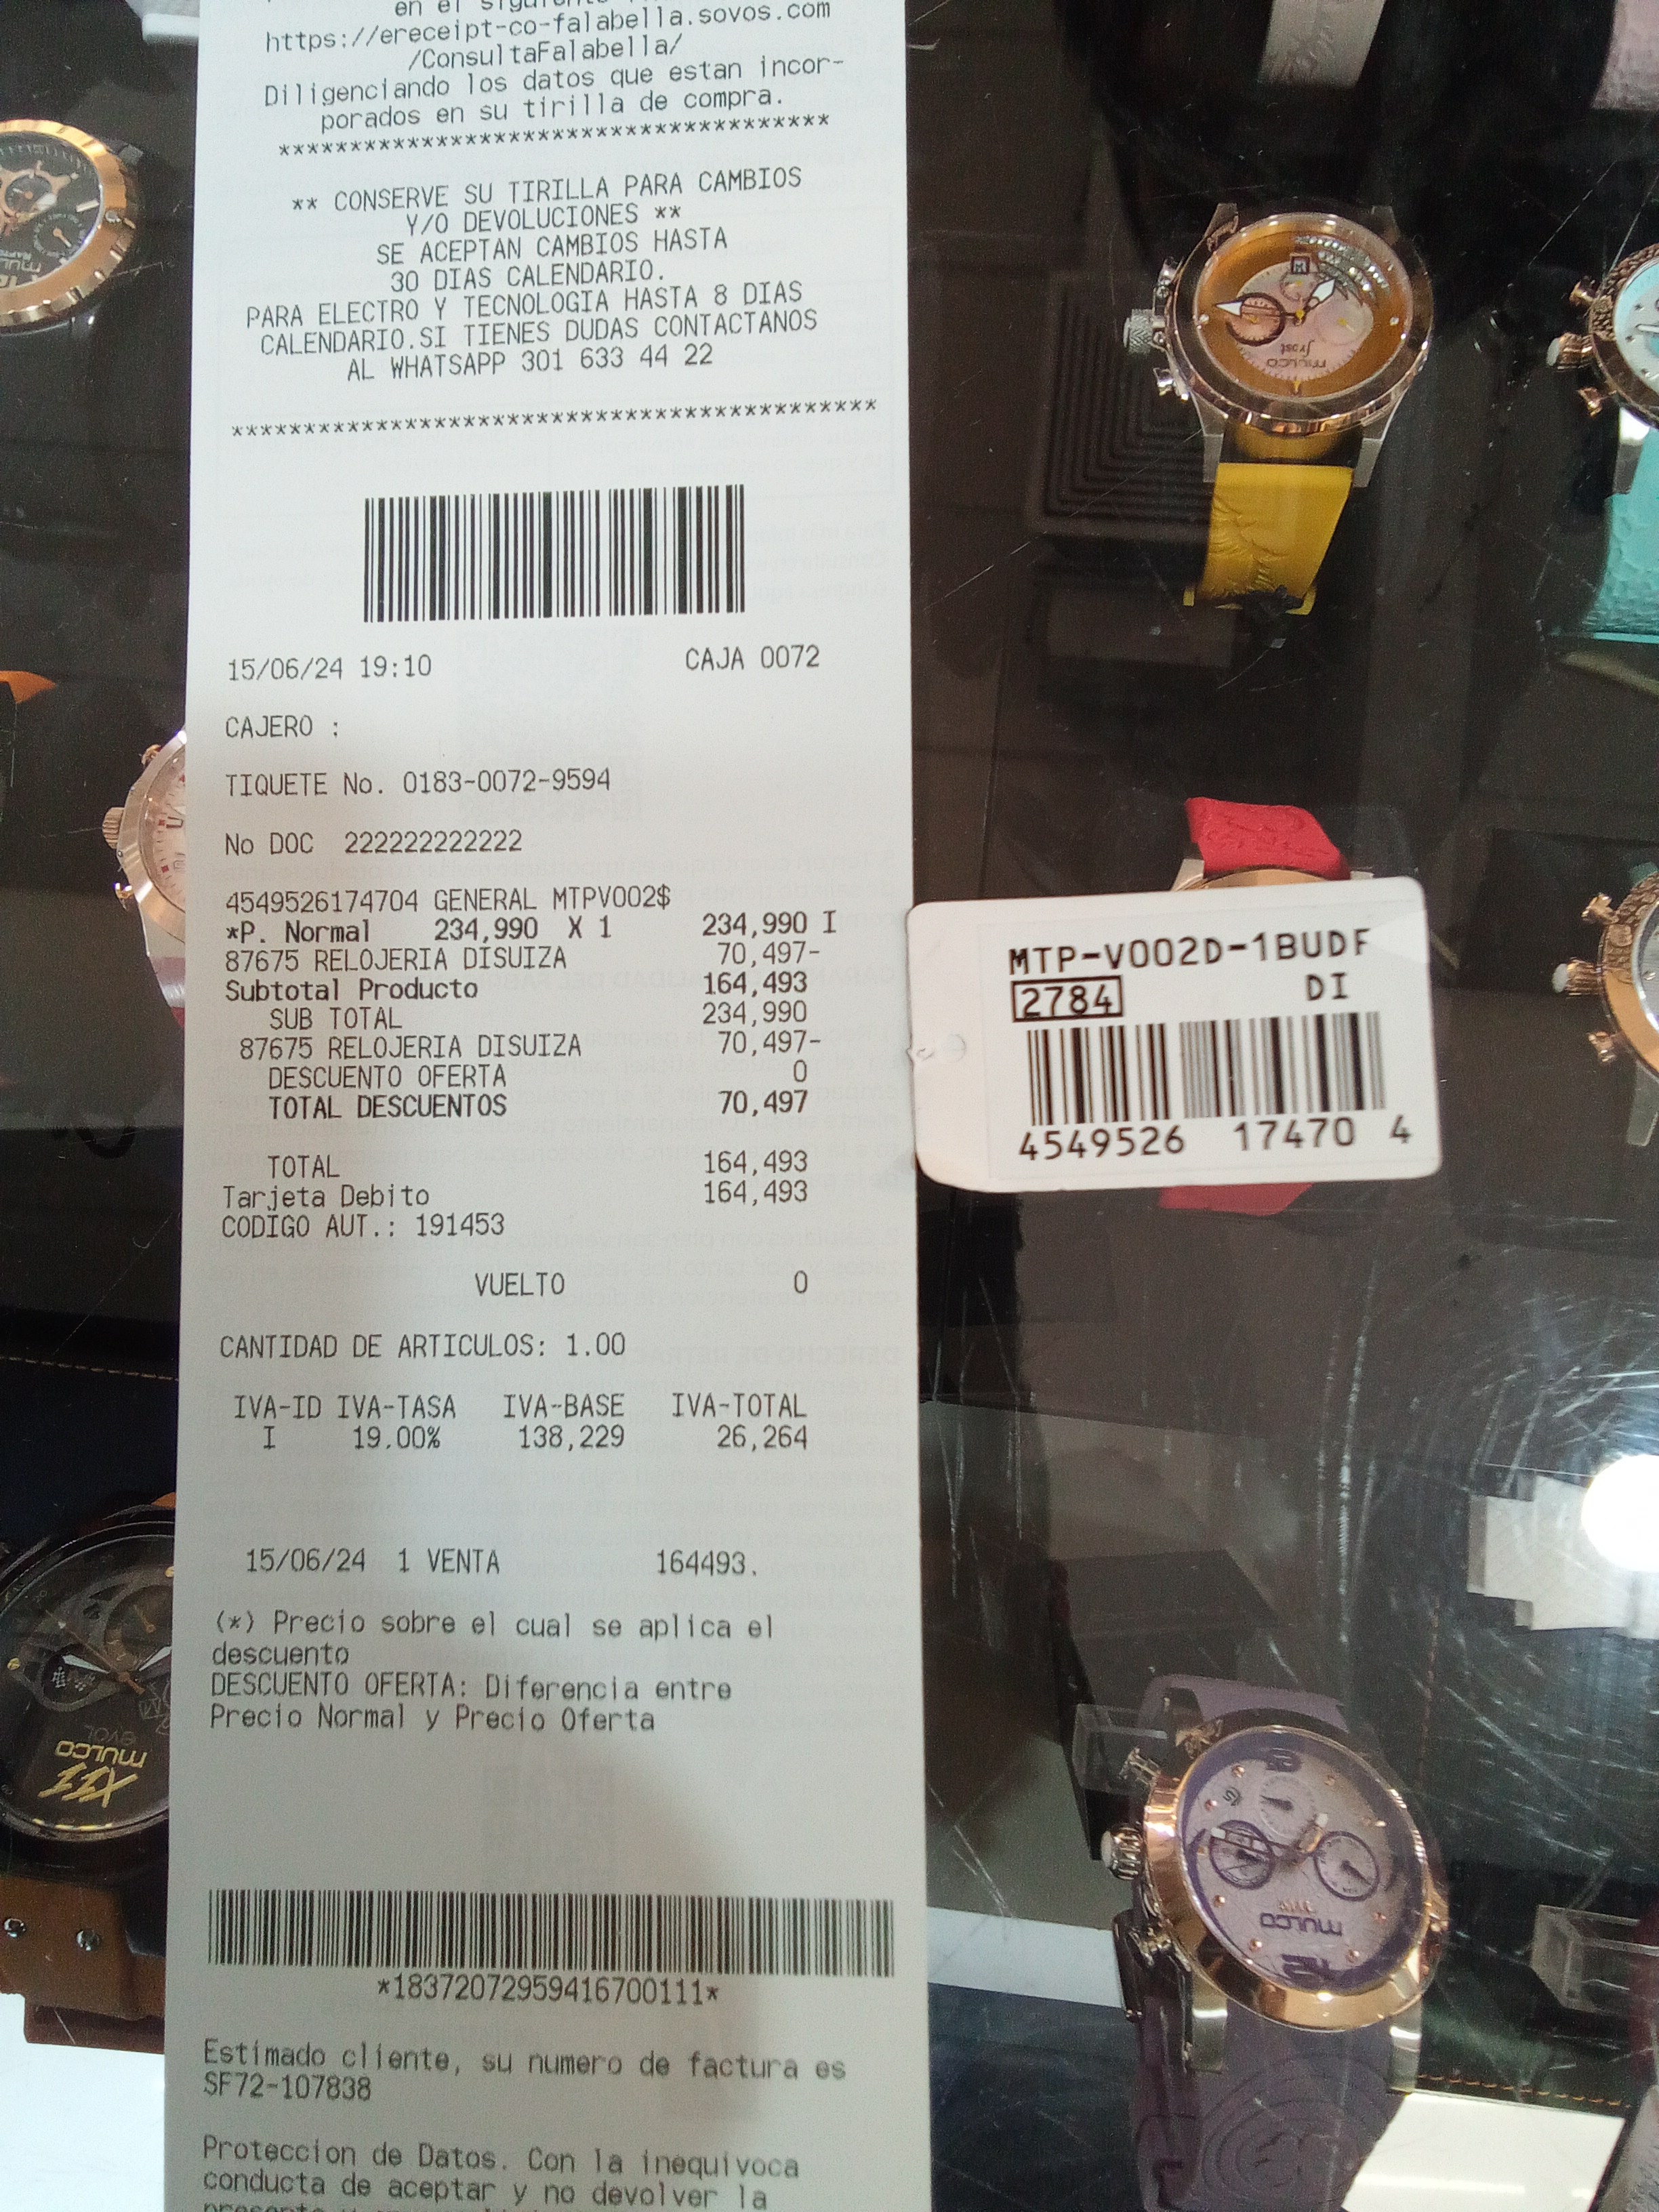 en el siguiente
https://ereceipt-co-falabella.sovos.com
/ConsultaFalabella/
Diligenciando los datos que estan incor-
porados en su tirilla de compra.
***************************************
** CONSERVE SU TIRILLA PARA CAMBIOS
Y/O DEVOLUCIONES **
SE ACEPTAN CAMBIOS HASTA
30 DIAS CALENDARIO.
PARA ELECTRO Y TECNOLOGIA HASTA 8 DIAS
CALENDARIO.SI TIENES DUDAS CONTACTANOS
AL WHATSAPP 301 633 44 22
*********************************************
15/06/24 19:10 CAJA 0072
CAJERO :
TIQUETE No. 0183-0072-9594
No DOC 222222222222
4549526174704 GENERAL MTPV002$
*P. Normal 234,990 X 1 234,990 I
87675 RELOJERIA DISUIZA 70,497-
Subtotal Producto 164,493
SUB TOTAL 234,990
87675 RELOJERIA DISUIZA 70,497-
DESCUENTO OFERTA 0
TOTAL DESCUENTOS 70,497
TOTAL 164,493
Tarjeta Debito 164,493
CODIGO AUT.: 191453
VUELTO 0
CANTIDAD DE ARTICULOS: 1.00
IVA-ID IVA-TASA IVA-BASE IVA-TOTAL
I 19.00% 138,229 26,264
15/06/24 1 VENTA 164493.
(*) Precio sobre el cual se aplica el
descuento
DESCUENTO OFERTA: Diferencia entre
Precio Normal y Precio Oferta
*18372072959416700111*
Estimado cliente, su numero de factura es
SF72-107838
Proteccion de Datos. Con la inequivoca
conducta de aceptar y no devolver la
MTP-V002D-1BUDF
2784 DI
4549526 17470 4
mulco
frost
mulco
evol
XII
mulco